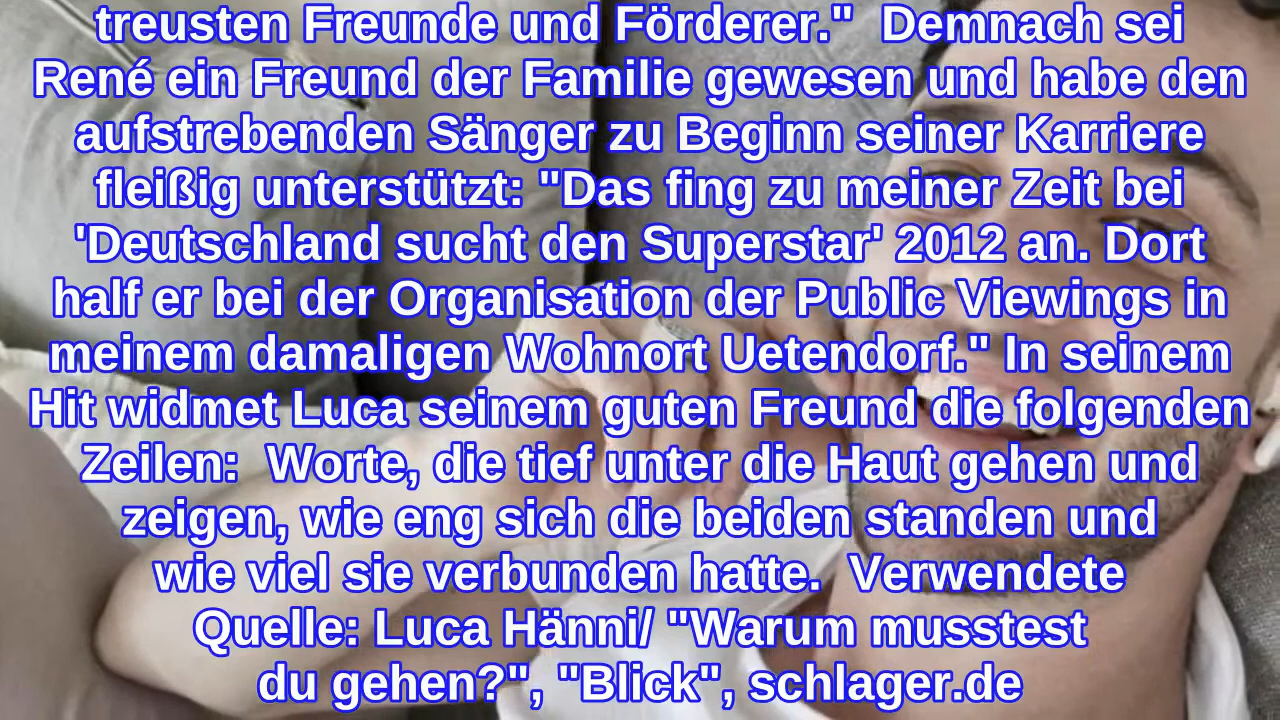 treusten Freunde und Förderer."  Demnach sei
René ein Freund der Familie gewesen und habe den
aufstrebenden Sänger zu Beginn seiner Karriere
fleißig unterstützt: "Das fing zu meiner Zeit bei
'Deutschland sucht den Superstar' 2012 an. Dort
half er bei der Organisation der Public Viewings in
meinem damaligen Wohnort Uetendorf." In seinem
Hit widmet Luca seinem guten Freund die folgenden
Zeilen:  Worte, die tief unter die Haut gehen und
zeigen, wie eng sich die beiden standen und
wie viel sie verbunden hatte.  Verwendete
Quelle: Luca Hänni/ "Warum musstest
du gehen?", "Blick", schlager.de